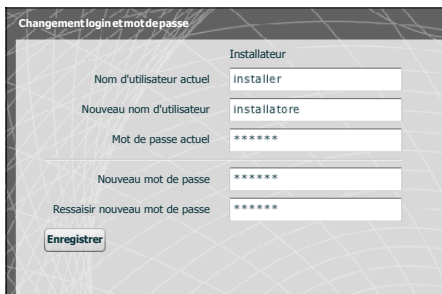 Changement login et mot de passe
Installateur
Nom d'utilisateur actuel installer
Nouveau nom d'utilisateur installatore
Mot de passe actuel ******
Nouveau mot de passe ******
Ressaisir nouveau mot de passe ******
Enregistrer